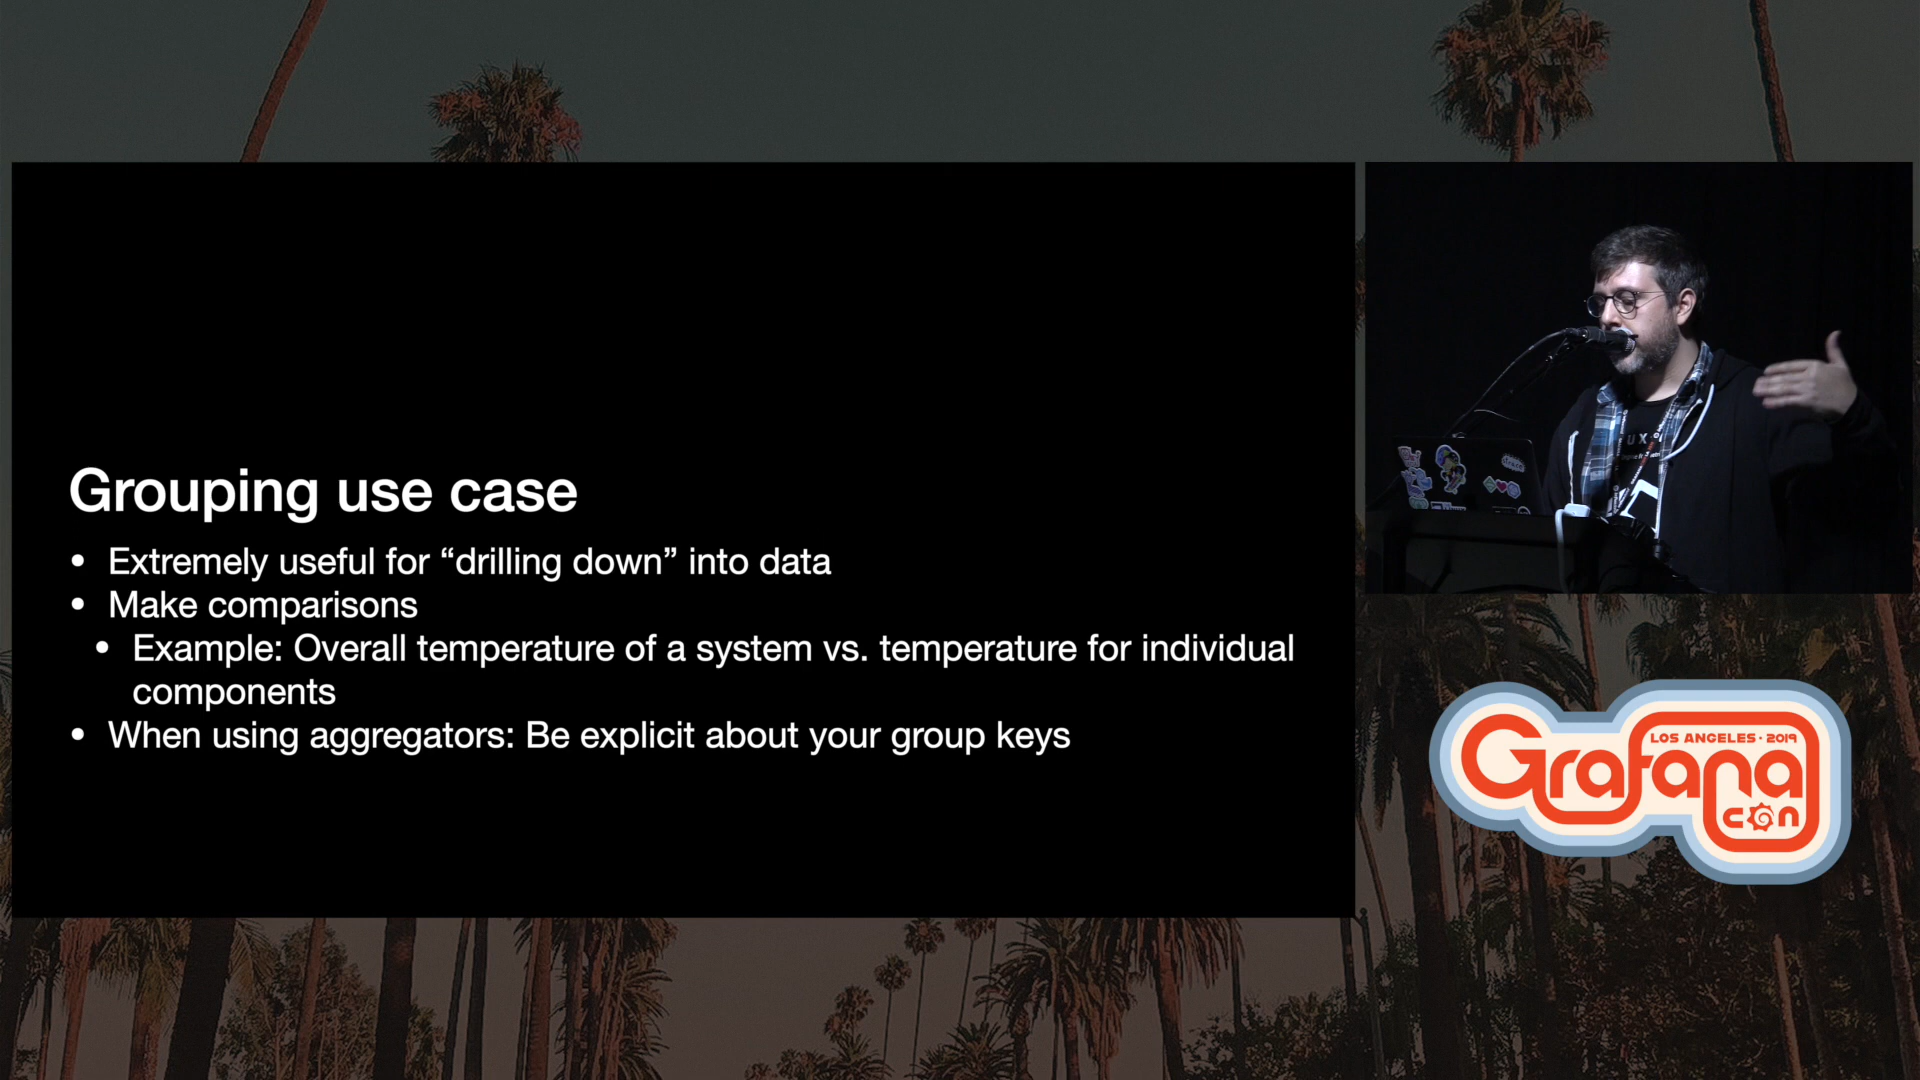 Grouping use case
• Extremely useful for “drilling down” into data
• Make comparisons
• Example: Overall temperature of a system vs. temperature for individual
components
• When using aggregators: Be explicit about your group keys
UX
LOS ANGELES · 2019
Grafana
con